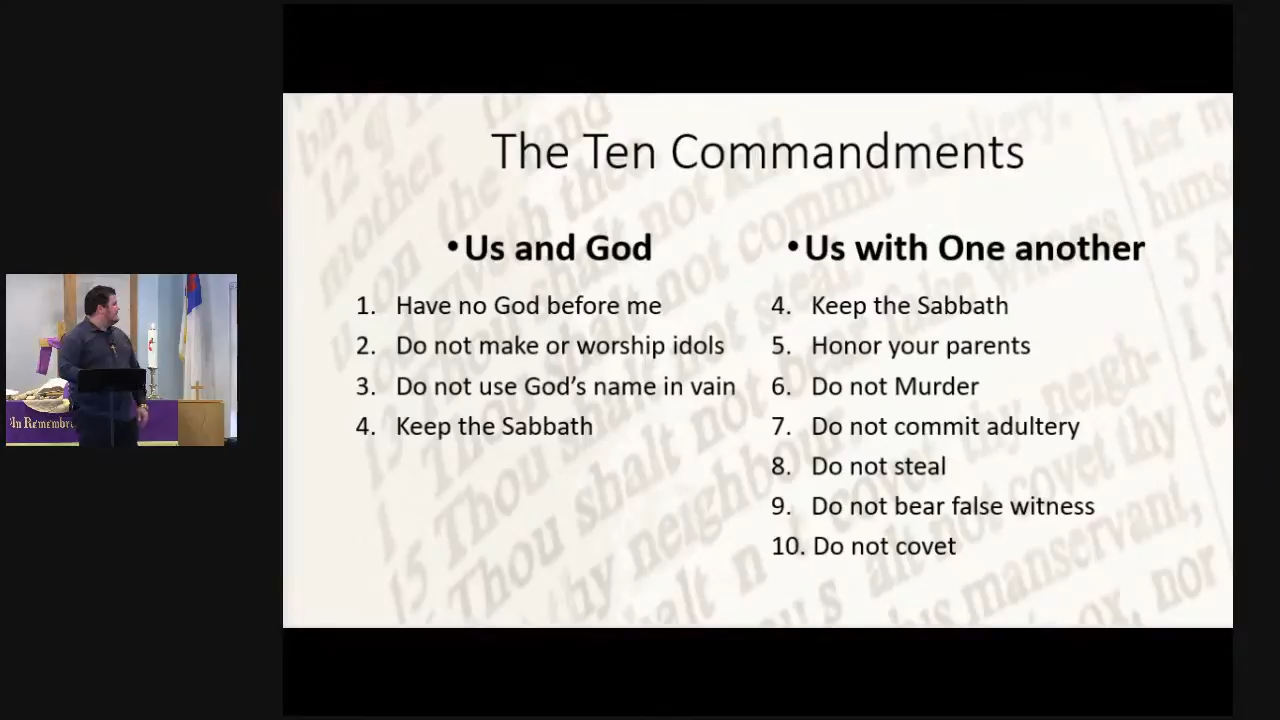 The Ten Commandments
• Us and God
1. Have no God before me
2. Do not make or worship idols
3. Do not use God's name in vain
4. Keep the Sabbath
• Us with One another
4. Keep the Sabbath
5. Honor your parents
6. Do not Murder
7. Do not commit adultery
8. Do not steal
9. Do not bear false witness
10. Do not covet
In Remembr